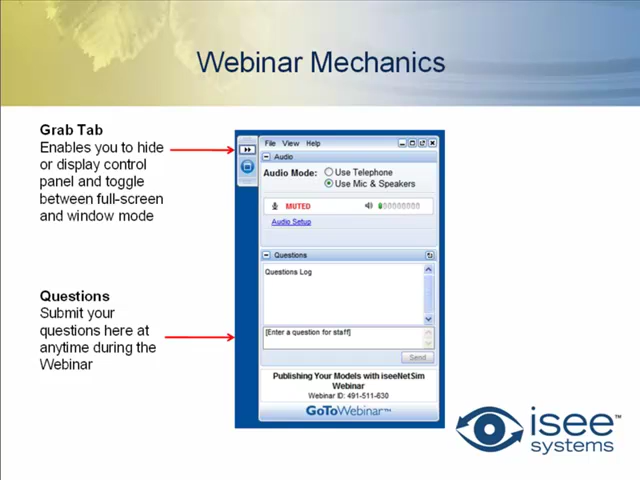 Webinar Mechanics
Grab Tab
Enables you to hide
or display control
panel and toggle
between full-screen
and window mode
Questions
Submit your
questions here at
anytime during the
Webinar
File View Help
Audio
Audio Mode: Use Telephone
Use Mic & Speakers
MUTED
Audio Setup
Questions
Questions Log
[Enter a question for staff]
Send
Publishing Your Models with iseeNetSim
Webinar
Webinar ID: 491-511-630
GoToWebinar™
isee™
systems